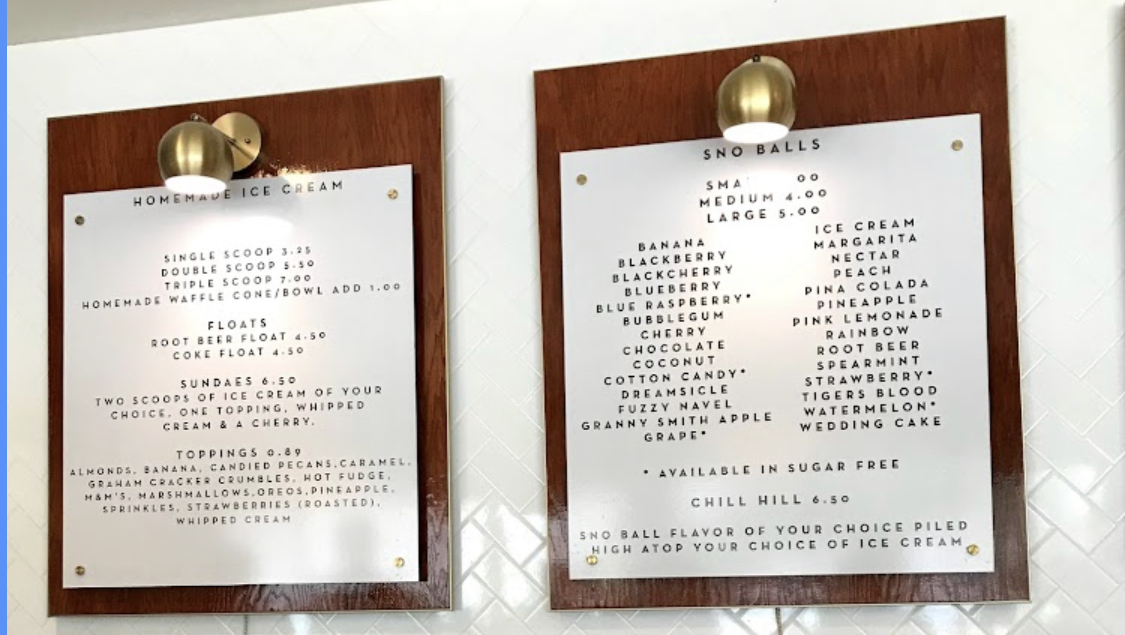 HOMEMADE ICE CREAM
SINGLE SCOOP 3.25
DOUBLE SCOOP 5.50
TRIPLE SCOOP 7.00
HOMEMADE WAFFLE CONE/BOWL ADD 1.00
FLOATS
ROOT BEER FLOAT 4.50
COKE FLOAT 4.50
SUNDAES 6.50
TWO SCOOPS OF ICE CREAM OF YOUR
CHOICE, ONE TOPPING, WHIPPED
CREAM & A CHERRY.
TOPPINGS 0.89
ALMONDS, BANANA, CANDIED PECANS,CARAMEL,
GRAHAM CRACKER CRUMBLES, HOT FUDGE,
M&M'S, MARSHMALLOWS,OREOS,PINEAPPLE,
SPRINKLES, STRAWBERRIES (ROASTED),
WHIPPED CREAM
SNO BALLS
MEDIUM 4.00
LARGE 5.00
BANANA
BLACKBERRY
BLACKCHERRY
BLUEBERRY
BLUE RASPBERRY*
BUBBLEGUM
CHERRY
CHOCOLATE
COCONUT
COTTON CANDY*
DREAMSICLE
FUZZY NAVEL
GRANNY SMITH APPLE
GRAPE*
ICE CREAM
MARGARITA
NECTAR
PEACH
PINA COLADA
PINEAPPLE
PINK LEMONADE
RAINBOW
ROOT BEER
SPEARMINT
STRAWBERRY*
TIGERS BLOOD
WATERMELON*
WEDDING CAKE
* AVAILABLE IN SUGAR FREE
CHILL HILL 6.50
SNO BALL FLAVOR OF YOUR CHOICE PILED
HIGH ATOP YOUR CHOICE OF ICE CREAM